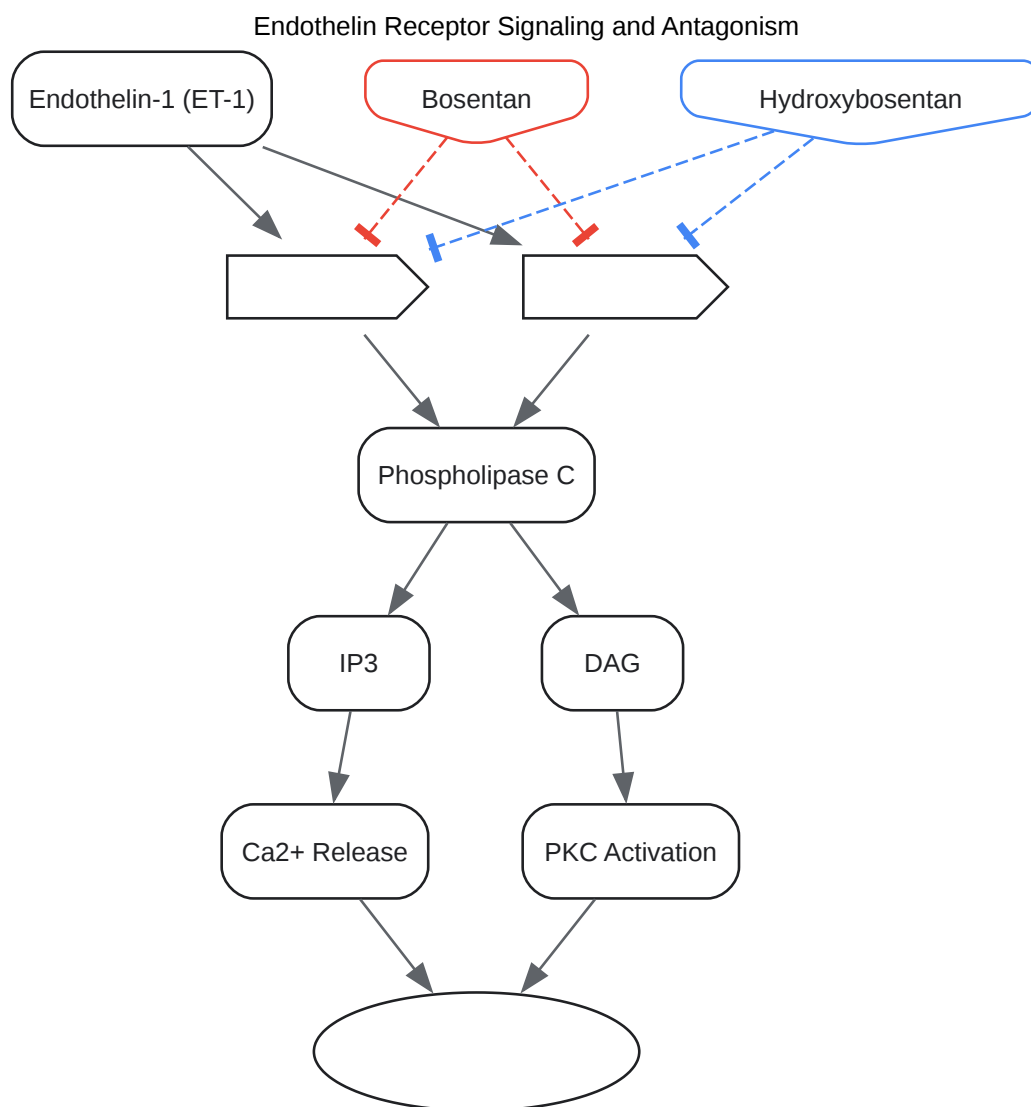 Endothelin Receptor Signaling and Antagonism
Endothelin-1 (ET-1)
Bosentan
Hydroxybosentan
Phospholipase C
IP3
DAG
Ca2+ Release
PKC Activation